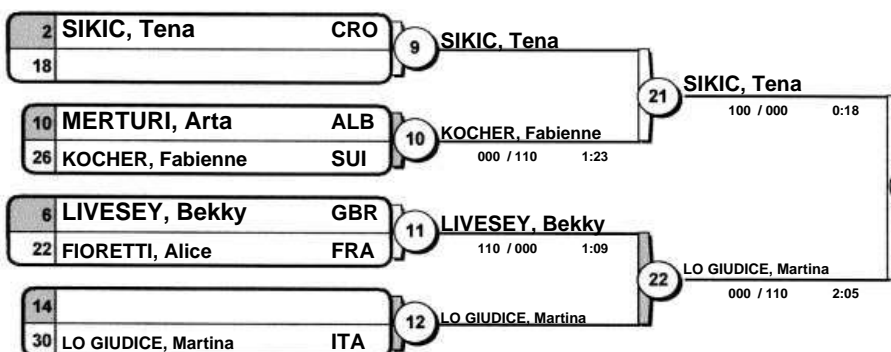 2 SIKIC, Tena CRO
18
9 SIKIC, Tena
10 MERTURI, Arta ALB
26 KOCHER, Fabienne SUI
10 KOCHER, Fabienne
000 / 110 1:23
21 SIKIC, Tena
100 / 000 0:18
6 LIVESEY, Bekky GBR
22 FIORETTI, Alice FRA
11 LIVESEY, Bekky
110 / 000 1:09
14
30 LO GIUDICE, Martina ITA
12 LO GIUDICE, Martina
22 LO GIUDICE, Martina
000 / 110 2:05